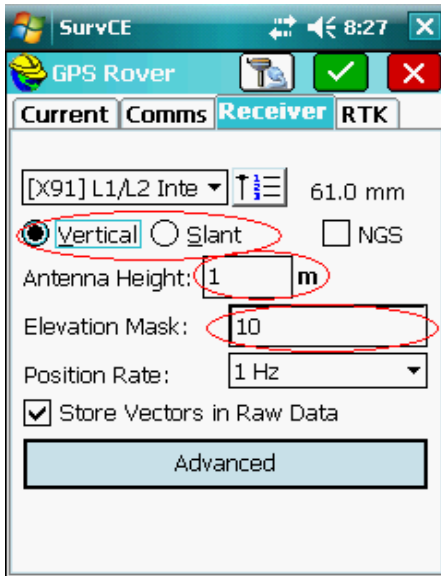 SurvCE 8:27
GPS Rover
Current Comms Receiver RTK
[X91] L1/L2 Inte 61.0 mm
Vertical Slant NGS
Antenna Height: 1 m
Elevation Mask: 10
Position Rate: 1 Hz
Store Vectors in Raw Data
Advanced